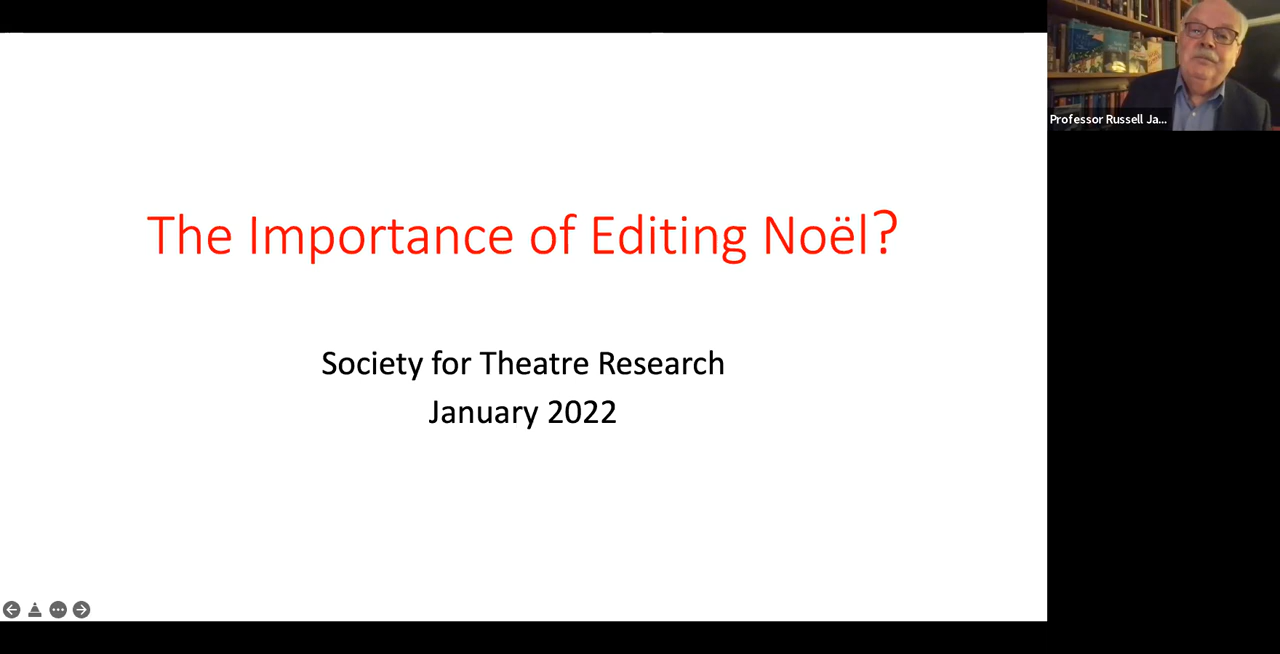 The Importance of Editing Noël?
Society for Theatre Research
January 2022
Professor Russell Ja...